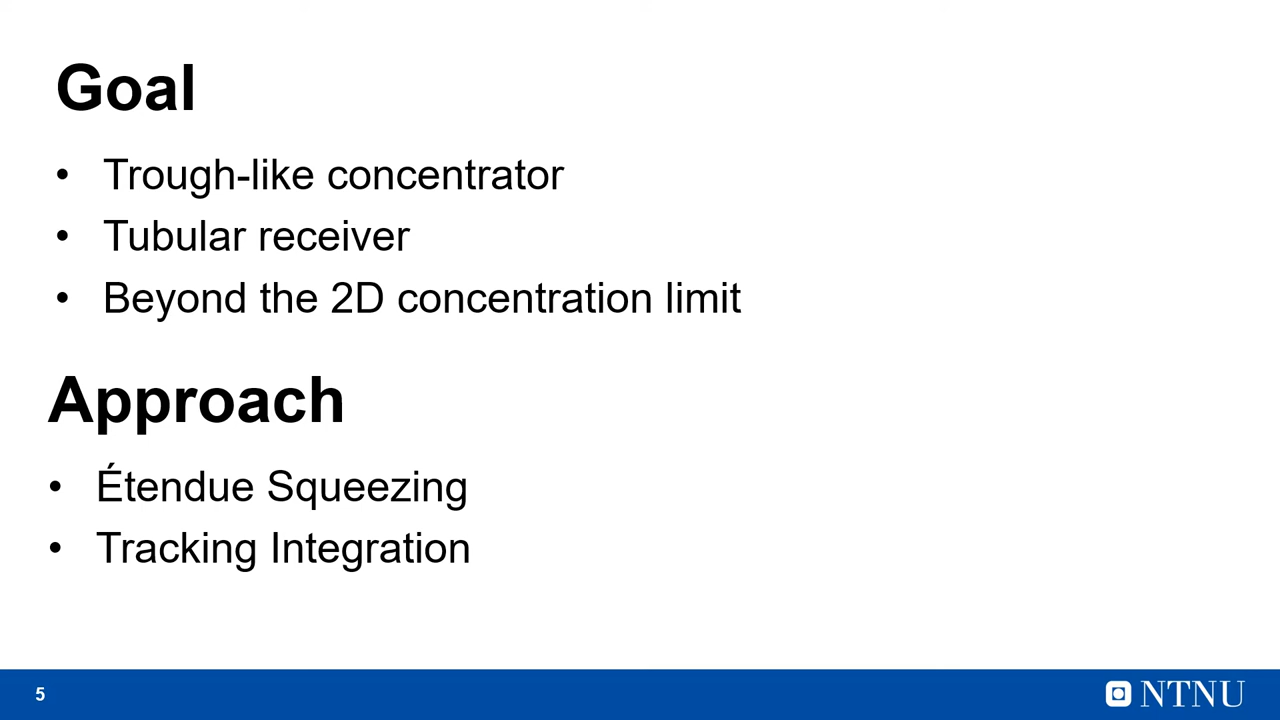 Goal
• Trough-like concentrator
• Tubular receiver
• Beyond the 2D concentration limit
Approach
• Étendue Squeezing
• Tracking Integration
5
NTNU